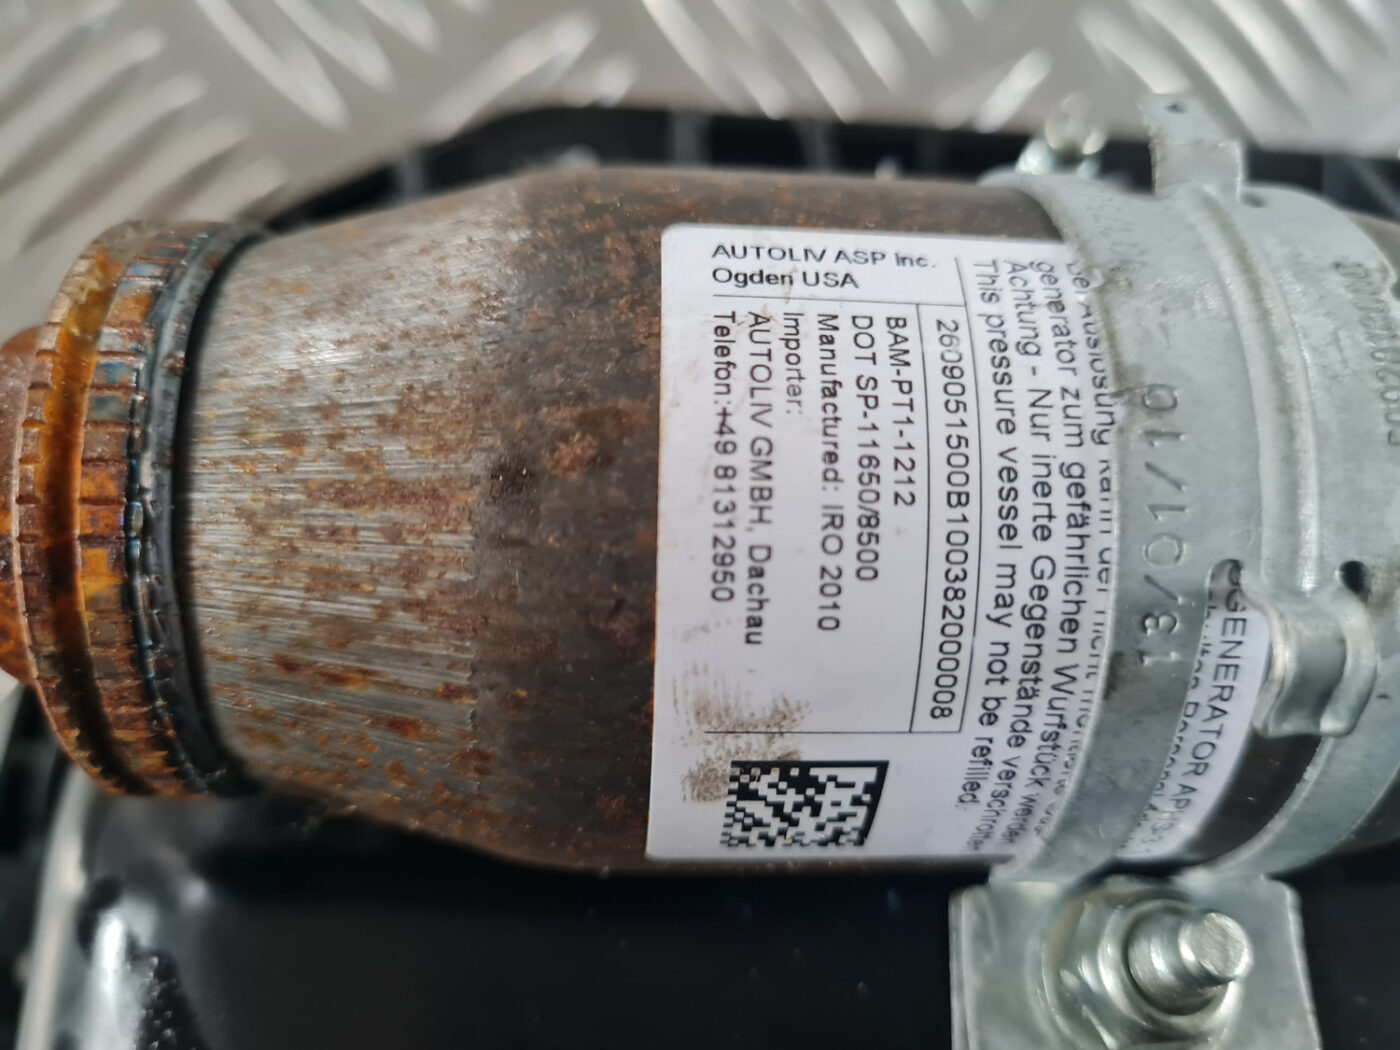 AUTOLIV ASP Inc.
Ogden USA
260905151500B1003820000008
BAM-PT1-1212
DOT SP-11650/8500
Manufactured: IRO 2010
Importer:
AUTOLIV GMBH, Dachau
Telefon:+49 81312950
generator zum gefährlichen Wurfstück werden
Achtung - Nur inerte Gegenstände verschrotten
This pressure vessel may not be refilled.
13/01/10
GENERATOR